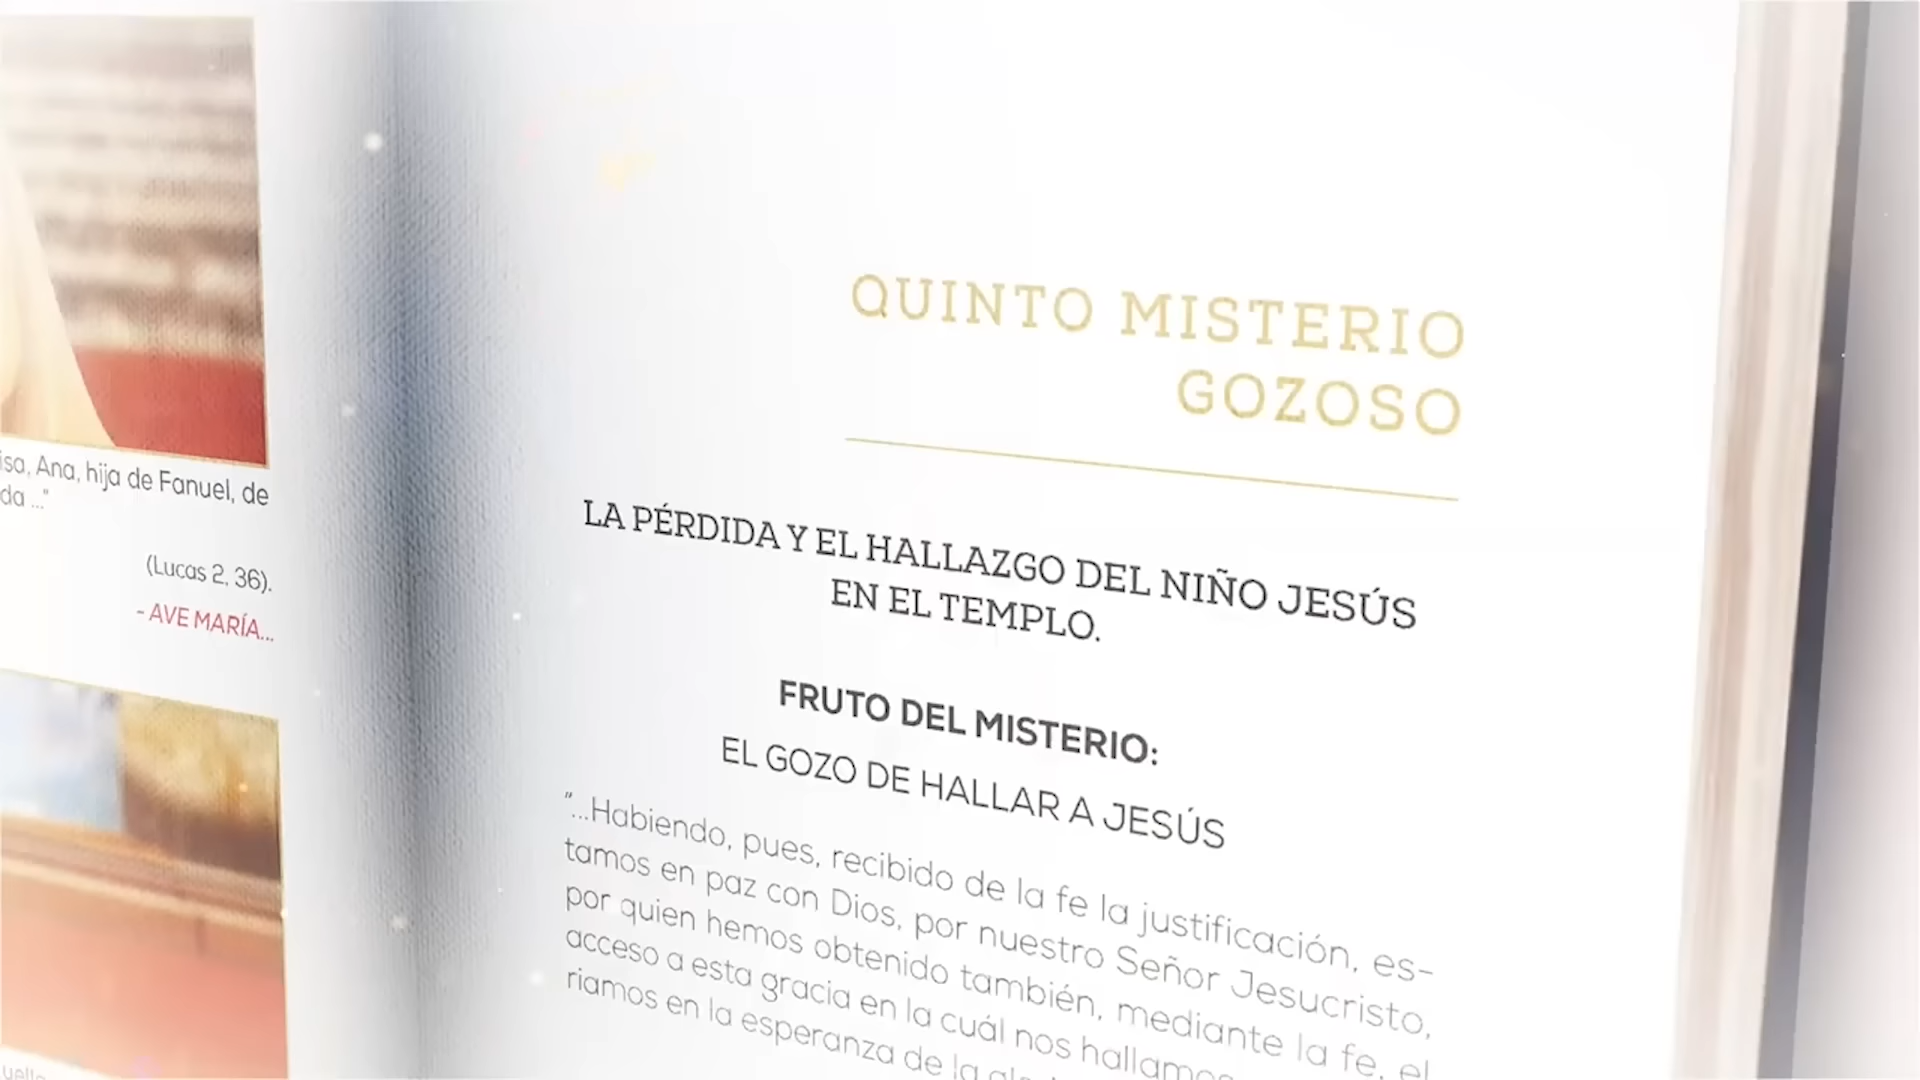 isa, Ana, hija de Fanuel, de
da ..."
(Lucas 2, 36).
- AVE MARÍA...
QUINTO MISTERIO
GOZOSO
LA PÉRDIDA Y EL HALLAZGO DEL NIÑO JESÚS
EN EL TEMPLO.
FRUTO DEL MISTERIO:
EL GOZO DE HALLAR A JESÚS
"...Habiendo, pues, recibido de la fe la justificación, es-
tamos en paz con Dios, por nuestro Señor Jesucristo,
por quien hemos obtenido también, mediante la fe, el
acceso a esta gracia en la cuál nos hallamos
riamos en la esperanza de la